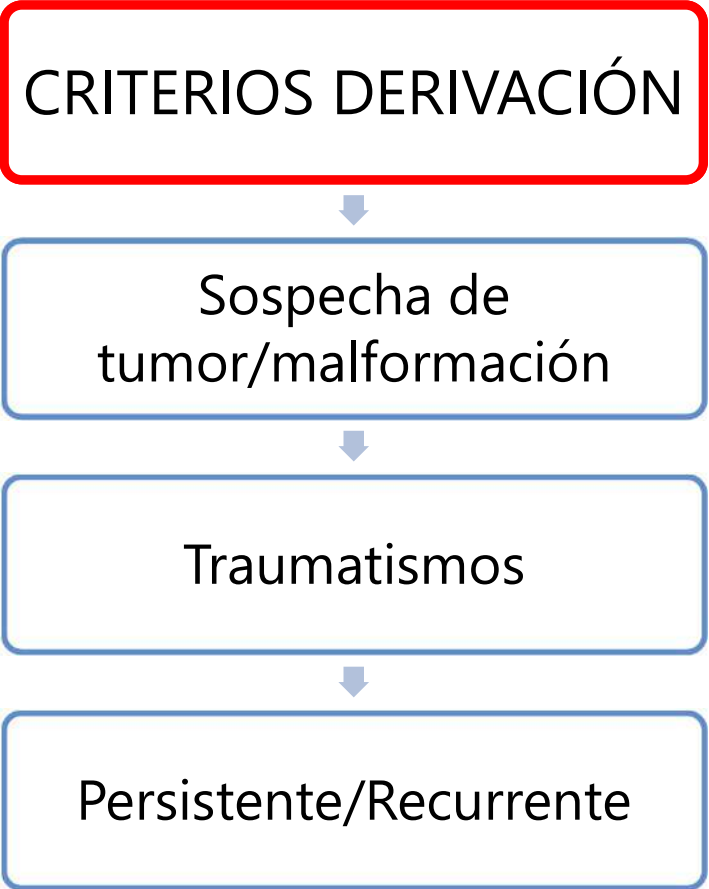 CRITERIOS DERIVACIÓN
Sospecha de
tumor/malformación
Traumatismos
Persistente/Recurrente